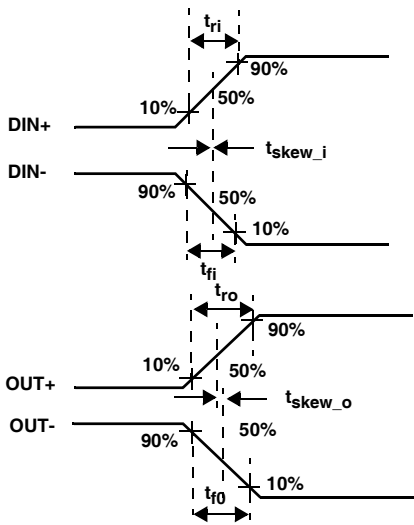 tri
90%
10%
50%
DIN+
tskew_i
DIN-
90%
50%
10%
tfi
tro
90%
10%
50%
OUT+
tskew_o
OUT-
90%
50%
10%
tf0